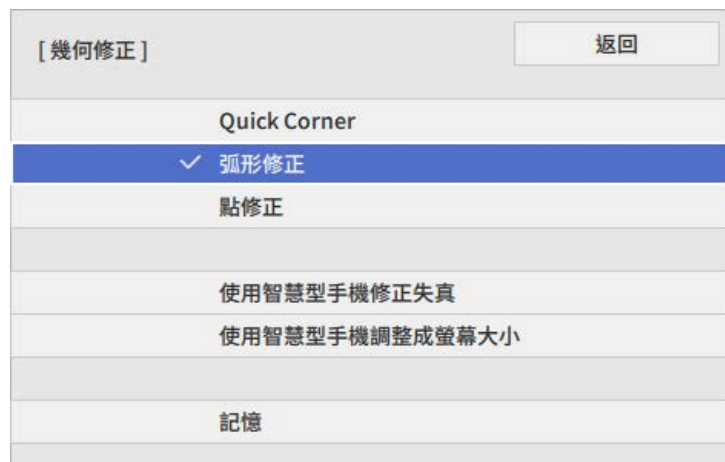 [ 幾何修正 ]
返回
Quick Corner
弧形修正
點修正
使用智慧型手機修正失真
使用智慧型手機調整成螢幕大小
記憶